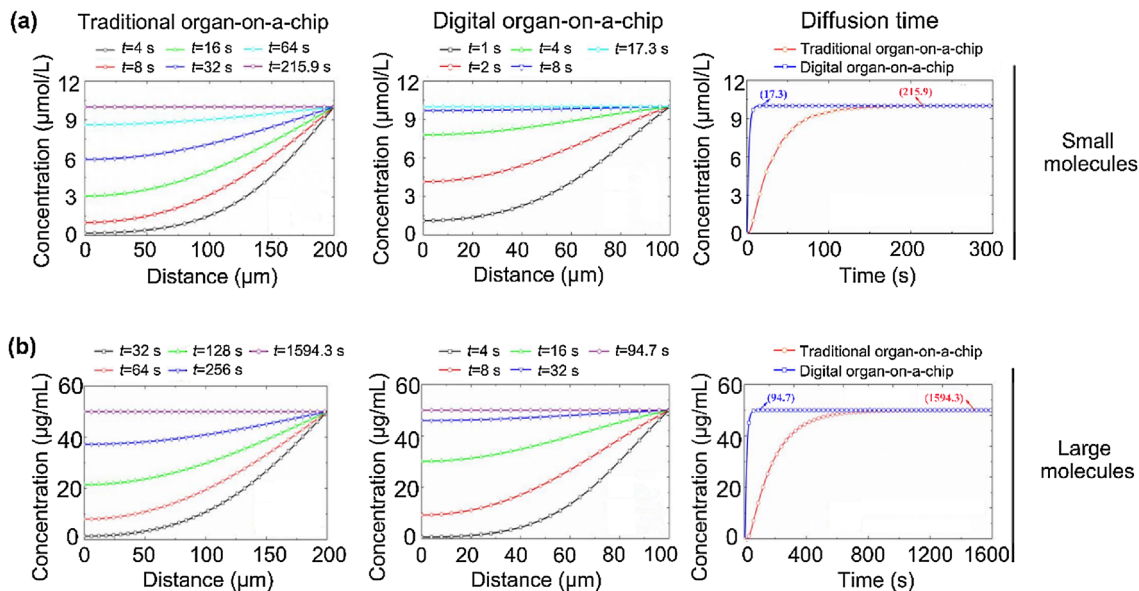 (a)
Traditional organ-on-a-chip
t=4 s t=16 s t=64 s
t=8 s t=32 s t=215.9 s
Concentration (μmol/L)
12
9
6
3
0
0 50 100 150 200
Distance (μm)
Digital organ-on-a-chip
t=1 s t=4 s t=17.3 s
t=2 s t=8 s
Concentration (μmol/L)
12
9
6
3
0
0 20 40 60 80 100
Distance (μm)
Diffusion time
Traditional organ-on-a-chip
Digital organ-on-a-chip
Concentration (μmol/L)
12
9
6
3
0
(17.3) (215.9)
0 100 200 300
Time (s)
Small
molecules
(b)
t=32 s t=128 s t=1594.3 s
t=64 s t=256 s
Concentration (μg/mL)
60
40
20
0
0 50 100 150 200
Distance (μm)
t=4 s t=16 s t=94.7 s
t=8 s t=32 s
Concentration (μg/mL)
60
40
20
0
0 20 40 60 80 100
Distance (μm)
Traditional organ-on-a-chip
Digital organ-on-a-chip
Concentration (μg/mL)
60
40
20
0
(94.7) (1594.3)
0 400 800 1200 1600
Time (s)
Large
molecules